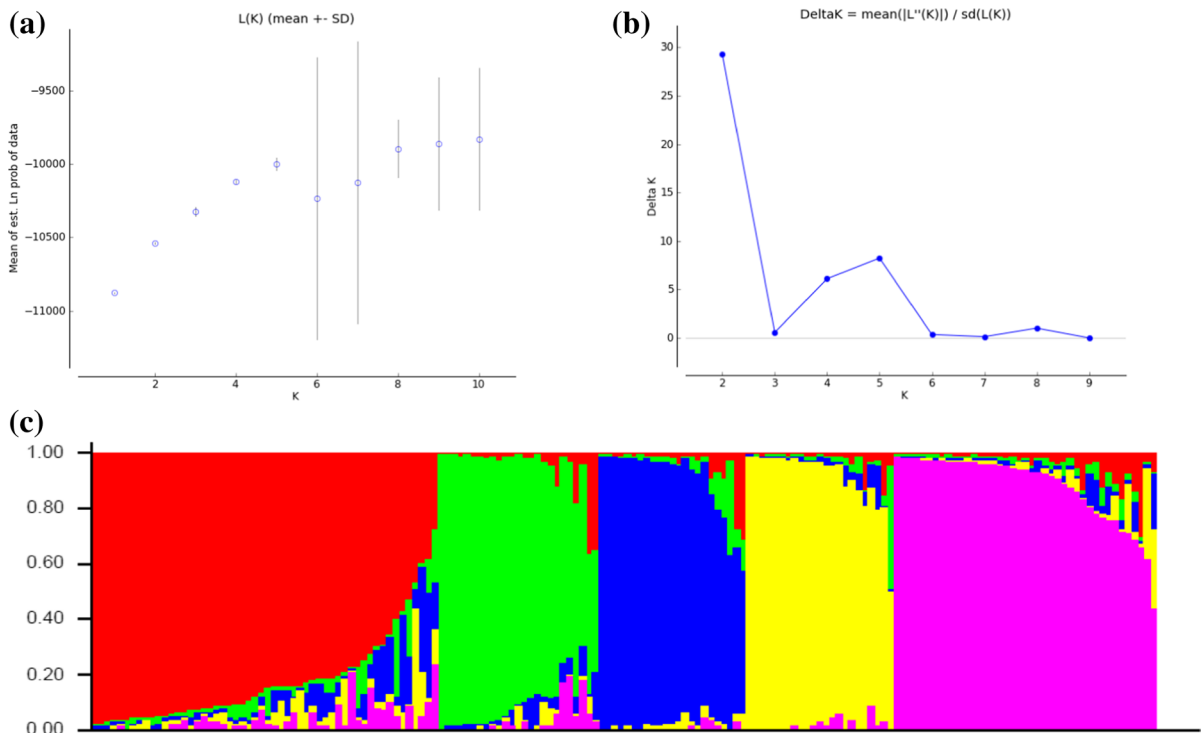 (a)
L(K) (mean +- SD)
Mean of est. Ln prob of data
−9500
−10000
−10500
−11000
2 4 6 8 10
K
(b)
DeltaK = mean(|L''(K)|) / sd(L(K))
Delta K
30
25
20
15
10
5
0
2 3 4 5 6 7 8 9
K
(c)
1.00
0.80
0.60
0.40
0.20
0.00